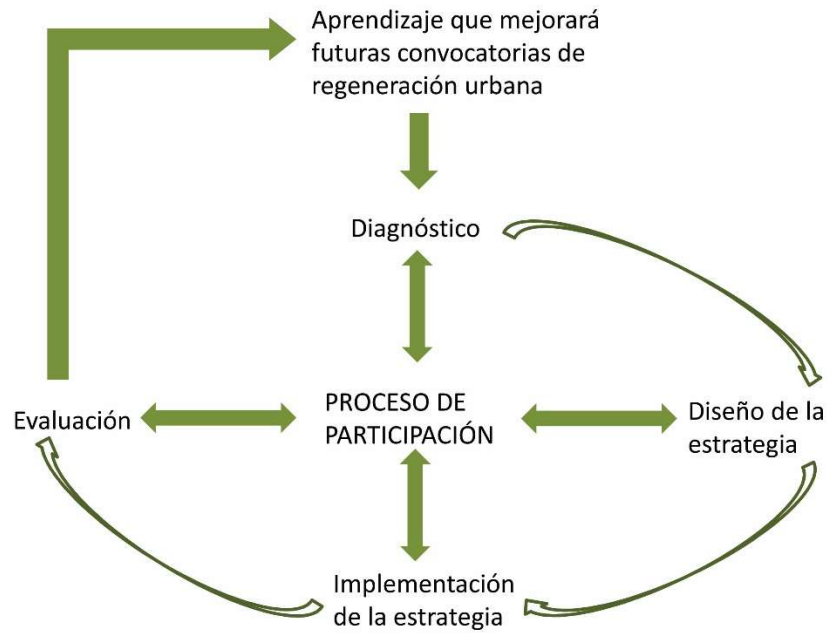 Aprendizaje que mejorará
futuras convocatorias de
regeneración urbana
Diagnóstico
Evaluación
PROCESO DE
PARTICIPACIÓN
Diseño de la
estrategia
Implementación
de la estrategia